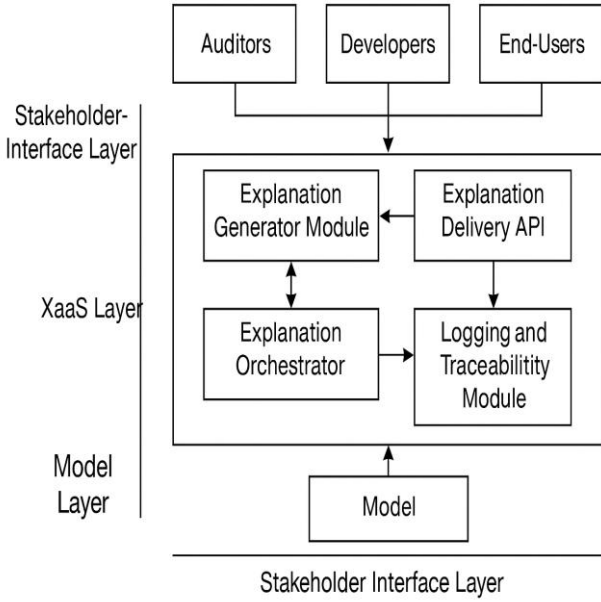 Auditors
Developers
End-Users
Stakeholder-
Interface Layer
Explanation
Generator Module
Explanation
Delivery API
XaaS Layer
Explanation
Orchestrator
Logging and
Traceabilitity
Module
Model
Layer
Model
Stakeholder Interface Layer